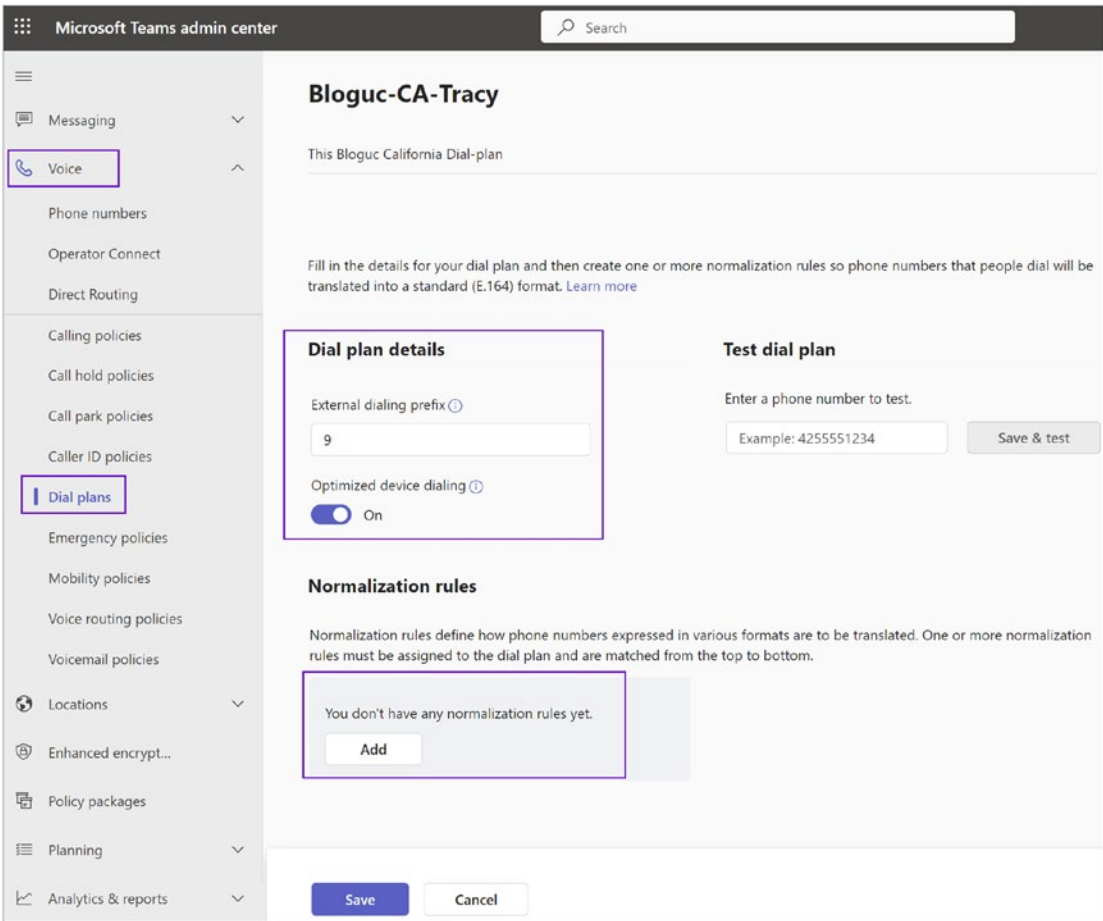 Microsoft Teams admin center
Search
Messaging
Voice
Phone numbers
Operator Connect
Direct Routing
Calling policies
Call hold policies
Call park policies
Caller ID policies
Dial plans
Emergency policies
Mobility policies
Voice routing policies
Voicemail policies
Locations
Enhanced encrypt...
Policy packages
Planning
Analytics & reports
Bloguc-CA-Tracy
This Bloguc California Dial-plan
Fill in the details for your dial plan and then create one or more normalization rules so phone numbers that people dial will be
translated into a standard (E.164) format. Learn more
Dial plan details
External dialing prefix
9
Optimized device dialing
On
Test dial plan
Enter a phone number to test.
Example: 4255551234
Save & test
Normalization rules
Normalization rules define how phone numbers expressed in various formats are to be translated. One or more normalization
rules must be assigned to the dial plan and are matched from the top to bottom.
You don't have any normalization rules yet.
Add
Save
Cancel